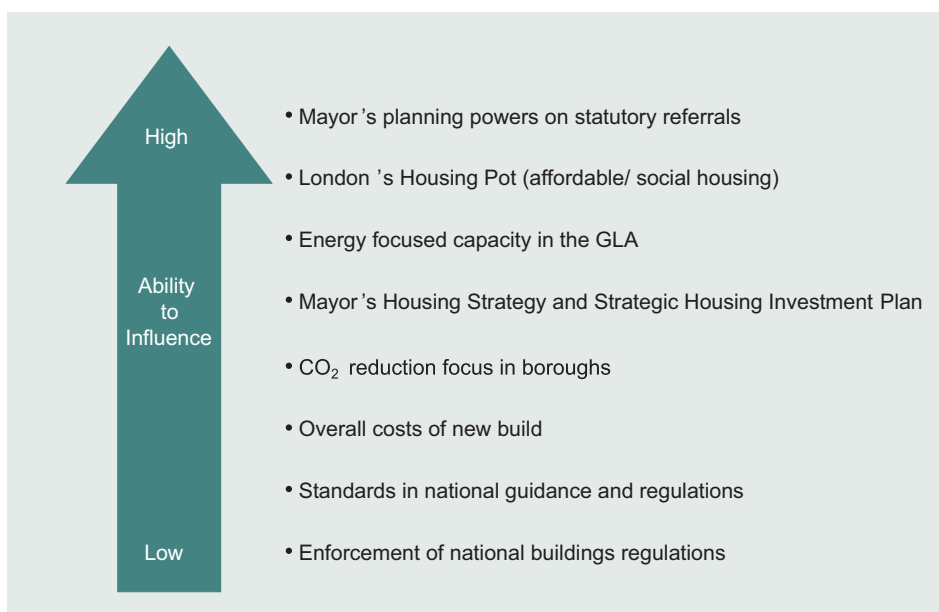 High
• Mayor's planning powers on statutory referrals
• London 's Housing Pot (affordable/ social housing)
• Energy focused capacity in the GLA
Ability
to
Influence
• Mayor's Housing Strategy and Strategic Housing Investment Plan
• CO₂ reduction focus in boroughs
• Overall costs of new build
• Standards in national guidance and regulations
Low
• Enforcement of national buildings regulations